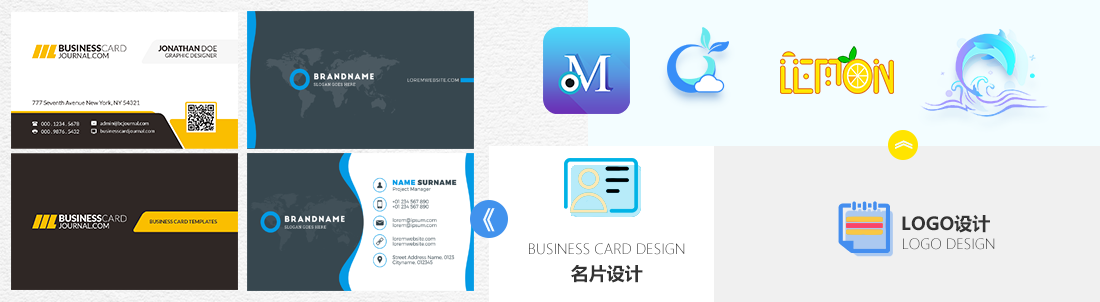 BUSINESSCARD
JOURNAL.COM
JONATHAN DOE
GRAPHIC DESIGNER
777 Seventh Avenue New York, NY 54321
000.1234.5678
admin@bcjournal.com
000.9876.5432
businesscardjournal.com
BRANDNAME
SLOGAN GOES HERE
LOREMWEBSITE.COM
BUSINESSCARD
JOURNAL.COM
BUSINESS CARD TEMPLATES
BRANDNAME
SLOGAN GOES HERE
NAME SURNAME
Project Manager
+01 234 567 890
+01 234 567 890
lorem@ipsum.com
lorem@ipsum.com
loremwebsite.com
loremwebsite.com
Street Address Name, 0123
Cityname, 012345
M
LEMON
BUSINESS CARD DESIGN
名片设计
LOGO设计
LOGO DESIGN